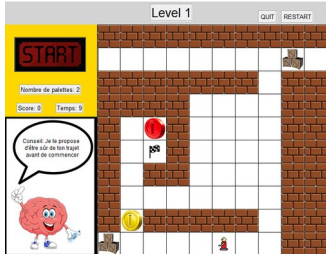 Level 1
QUIT
RESTART
START
Nombre de palettes: 2
Score: 0
Temps: 9
Conseil: Je te propose
d'être sûr de ton trajet
avant de commencer